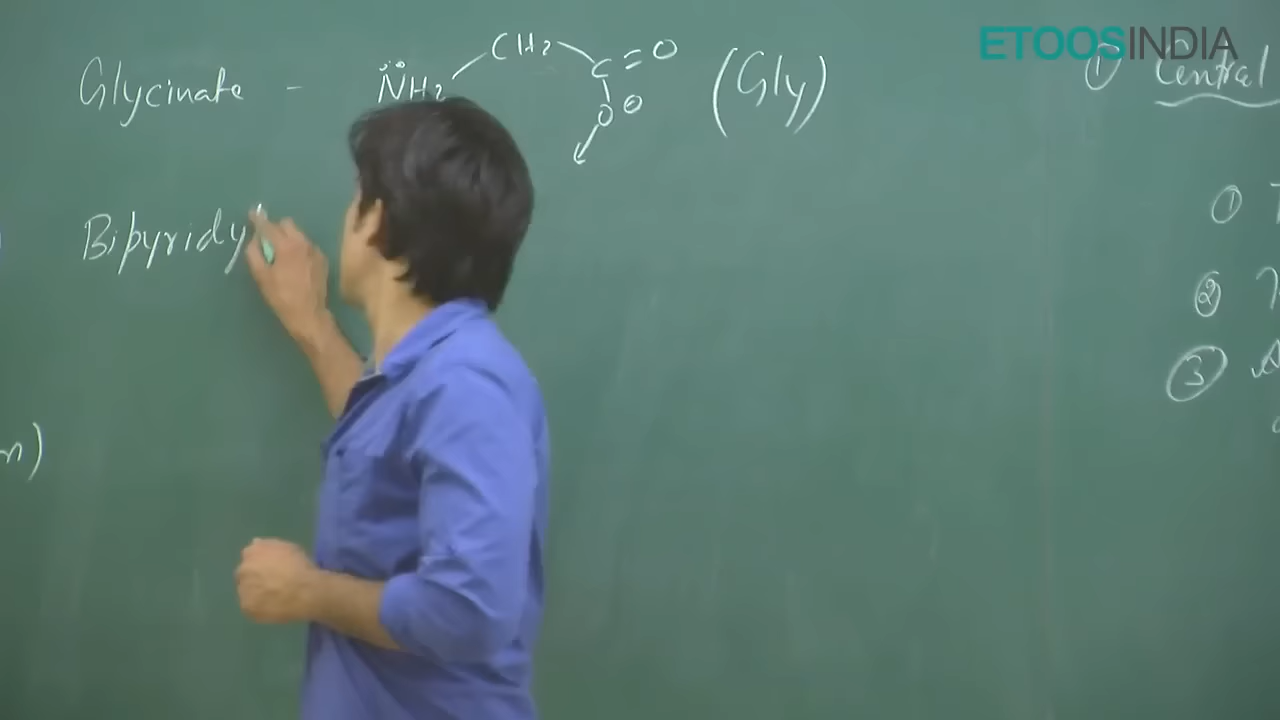 ETOOSINDIA
Glycinate - N̈H2 CH2 C = O O ⊖ (Gly)
Bipyridy
① Central
①
②
③
m)